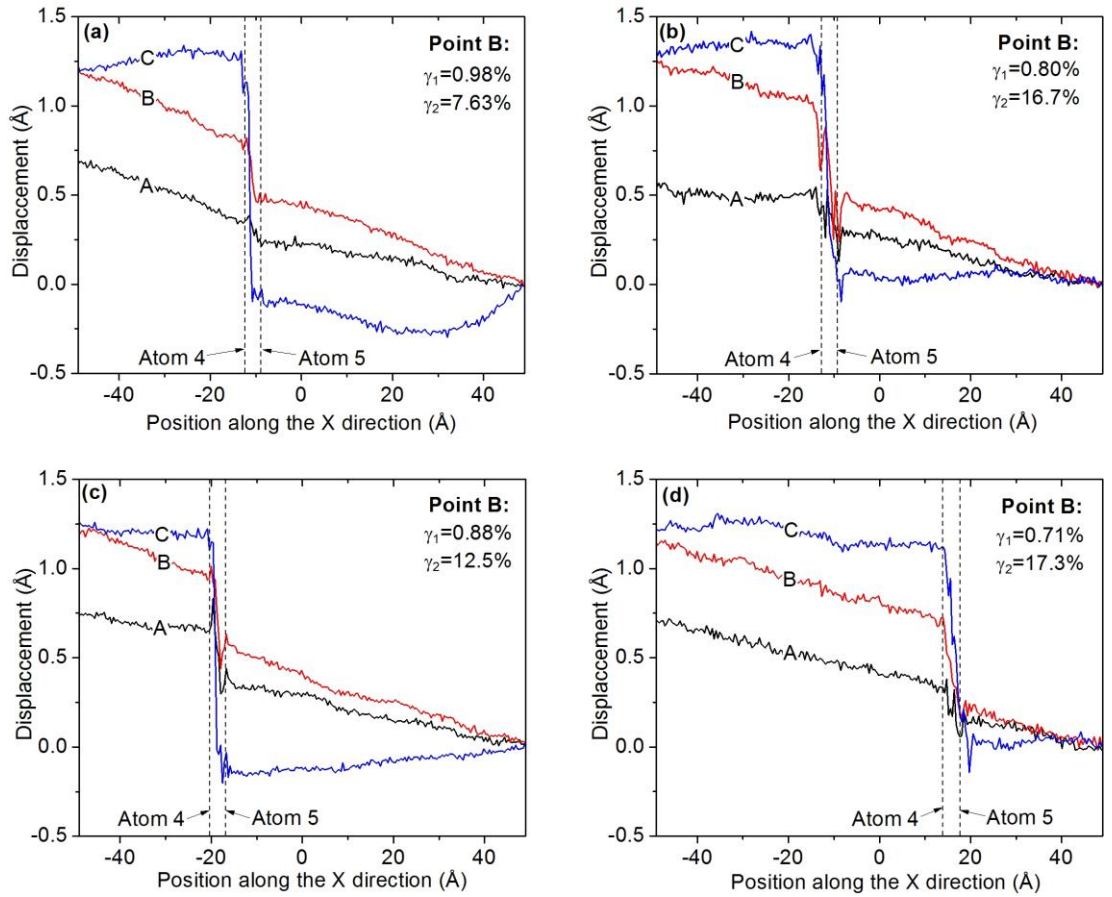 (a)
Point B:
γ1=0.98%
γ2=7.63%
C
B
A
Atom 4
Atom 5
1.5
1.0
0.5
0.0
-0.5
Displaccement (Å)
-40 -20 0 20 40
Position along the X direction (Å)
(b)
Point B:
γ1=0.80%
γ2=16.7%
C
B
A
Atom 4
Atom 5
1.5
1.0
0.5
0.0
-0.5
Displaccement (Å)
-40 -20 0 20 40
Position along the X direction (Å)
(c)
Point B:
γ1=0.88%
γ2=12.5%
C
B
A
Atom 4
Atom 5
1.5
1.0
0.5
0.0
-0.5
Displaccement (Å)
-40 -20 0 20 40
Position along the X direction (Å)
(d)
Point B:
γ1=0.71%
γ2=17.3%
C
B
A
Atom 4
Atom 5
1.5
1.0
0.5
0.0
-0.5
Displaccement (Å)
-40 -20 0 20 40
Position along the X direction (Å)